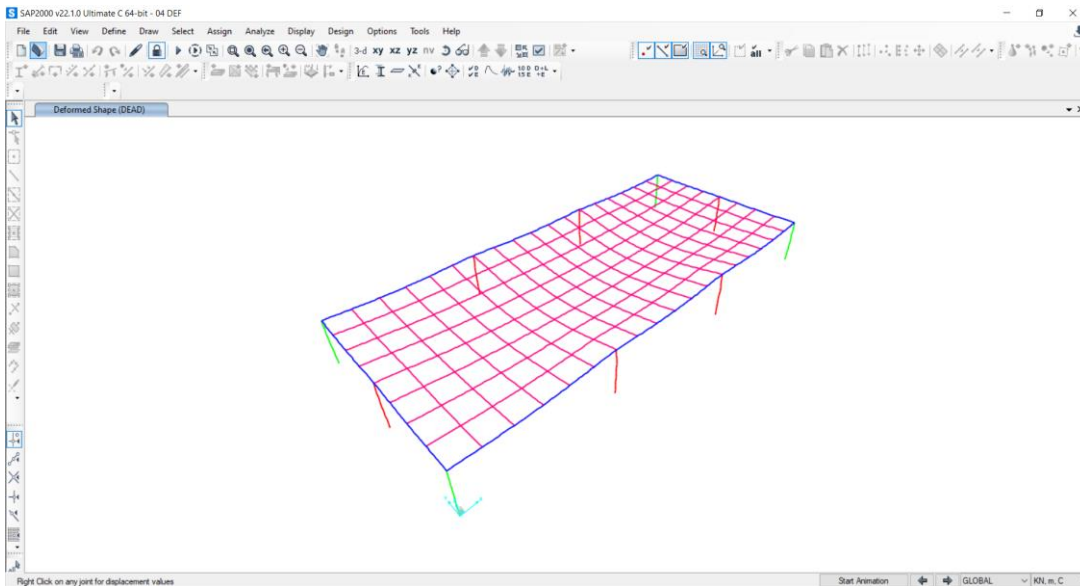 SAP2000 v22.1.0 Ultimate C 64-bit - 04 DEF
File Edit View Define Draw Select Assign Analyze Display Design Options Tools Help
3-d xy xz yz nv
all
Deformed Shape (DEAD)
Right Click on any joint for displacement values Start Animation GLOBAL KN, m, C